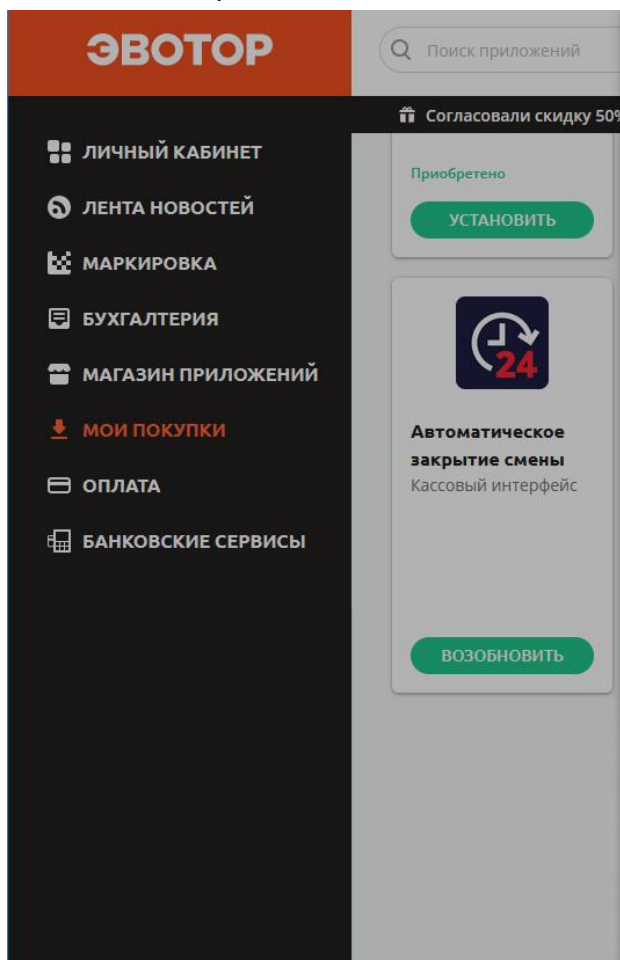 ЭВОТОР
Поиск приложений
Согласовали скидку 50%
ЛИЧНЫЙ КАБИНЕТ
ЛЕНТА НОВОСТЕЙ
МАРКИРОВКА
БУХГАЛТЕРИЯ
МАГАЗИН ПРИЛОЖЕНИЙ
МОИ ПОКУПКИ
ОПЛАТА
БАНКОВСКИЕ СЕРВИСЫ
Приобретено
УСТАНОВИТЬ
24
Автоматическое
закрытие смены
Кассовый интерфейс
ВОЗОБНОВИТЬ